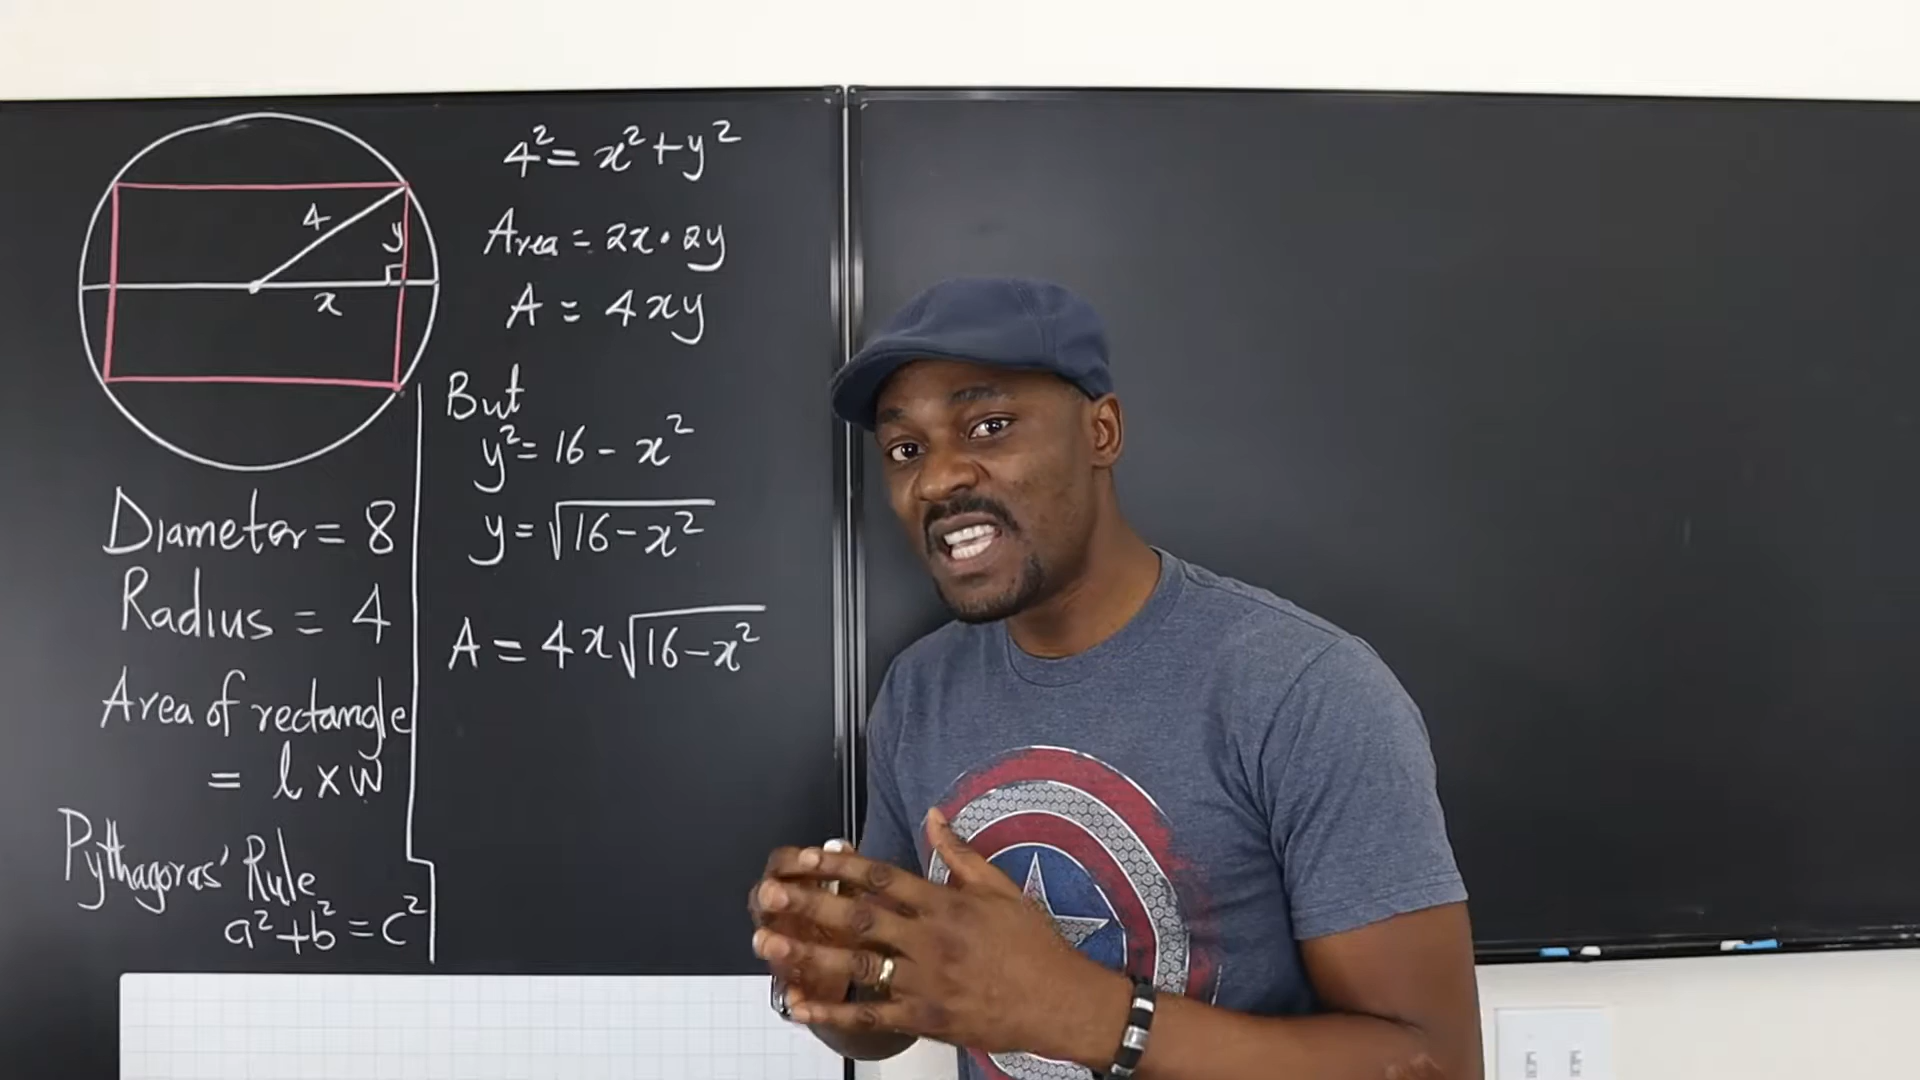 4
y
x
Diameter = 8
Radius = 4
Area of rectangle
= l x w
Pythagoras' Rule
a² + b² = c²
4² = x² + y²
Area = 2x · 2y
A = 4xy
But
y² = 16 - x²
y = √(16 - x²)
A = 4x√(16 - x²)